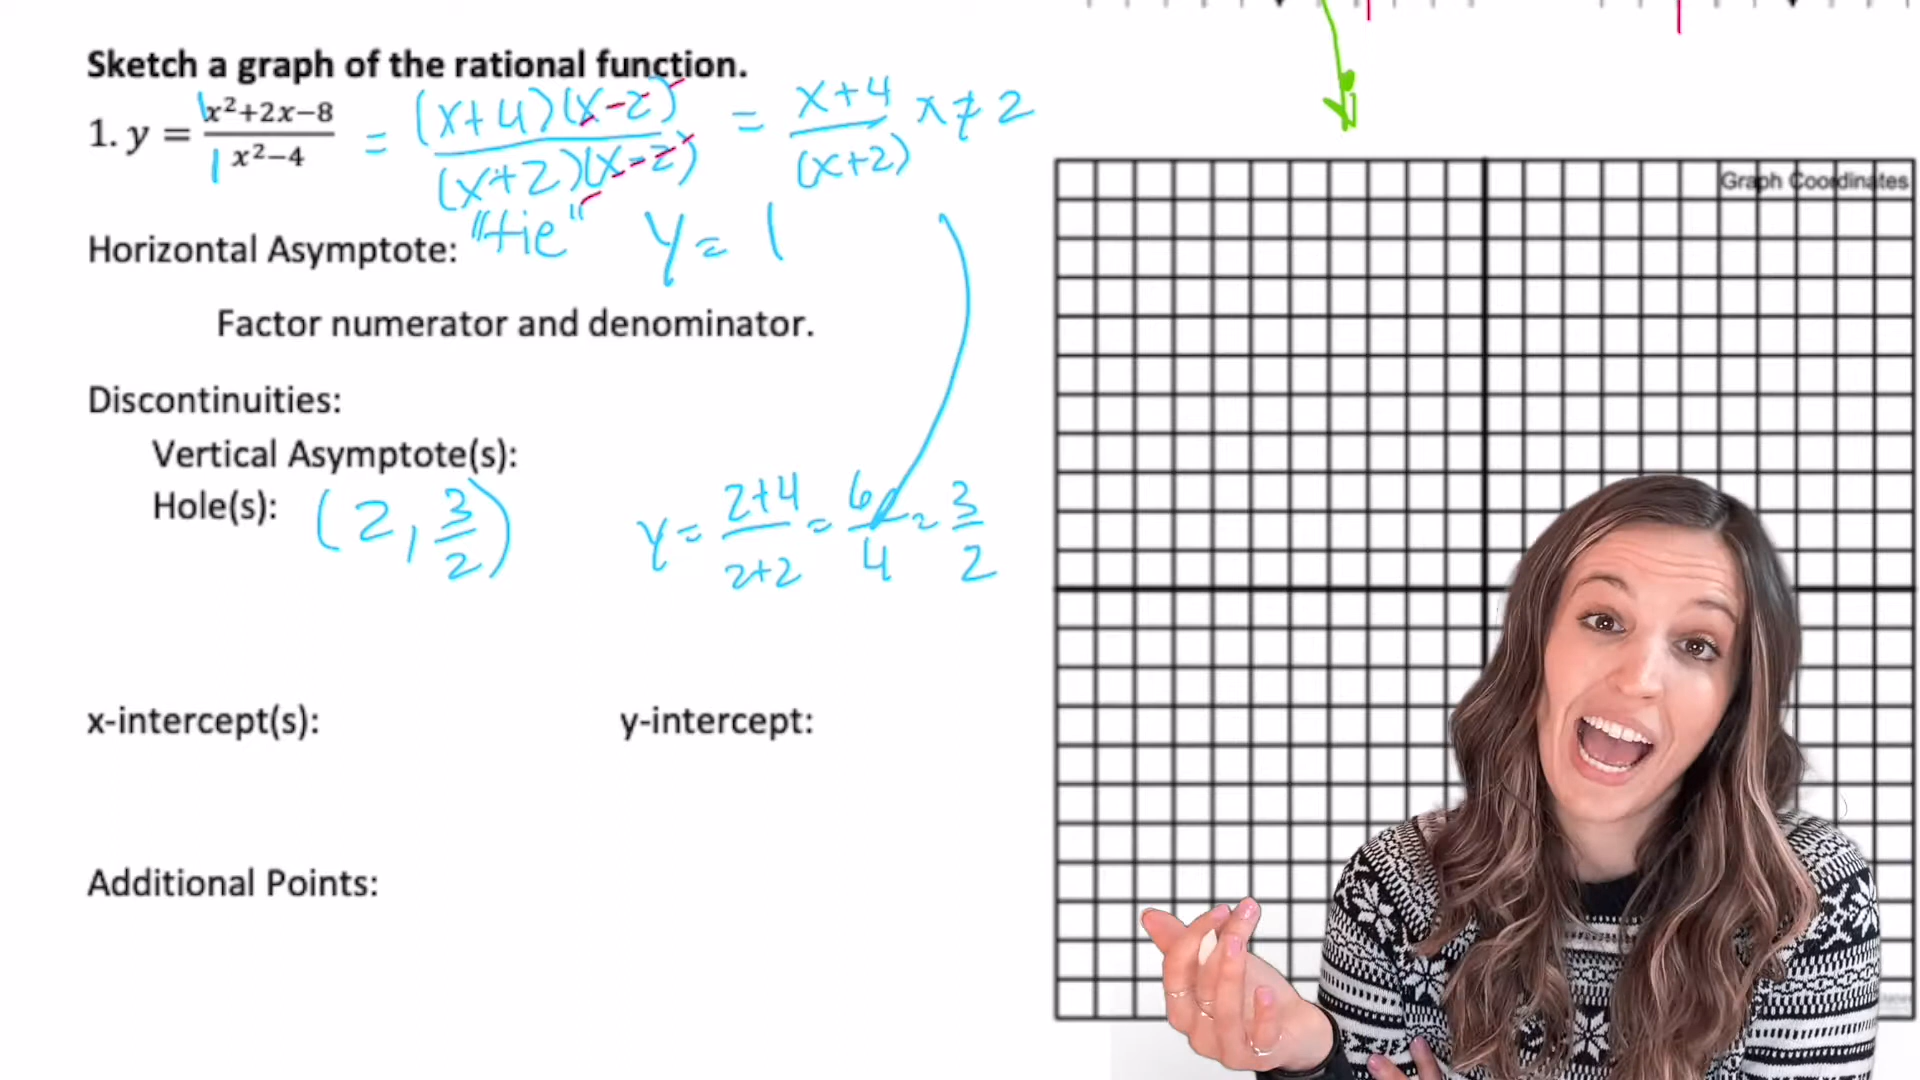 Sketch a graph of the rational function.
1. y = x²+2x−8 / x²−4 = (x+4)(x-2) / (x+2)(x-2) = x+4 / (x+2) x≠2
Horizontal Asymptote: "tie" y = 1
Factor numerator and denominator.
Discontinuities:
Vertical Asymptote(s):
Hole(s): (2, 3/2) y = 2+4 / 2+2 = 6/4 = 3/2
x-intercept(s): y-intercept:
Additional Points:
Graph Coordinates